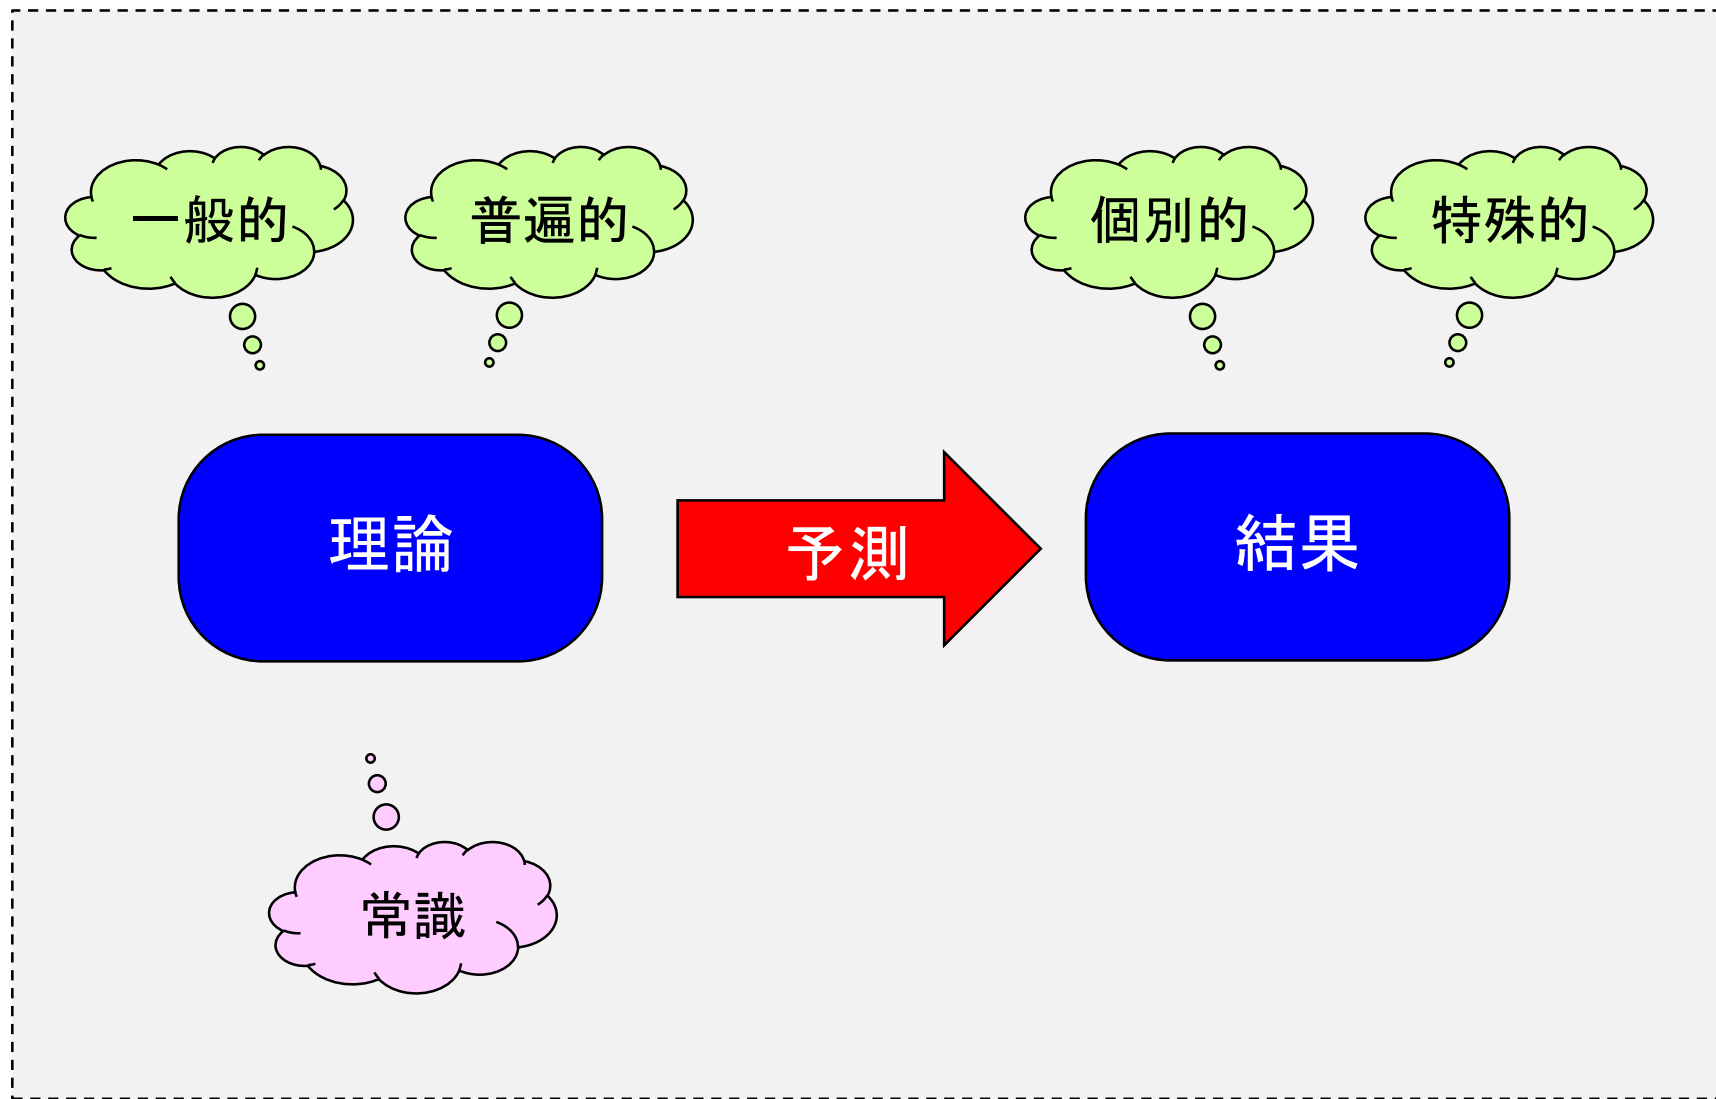 一般的
普遍的
個別的
特殊的
理論
予測
結果
常識